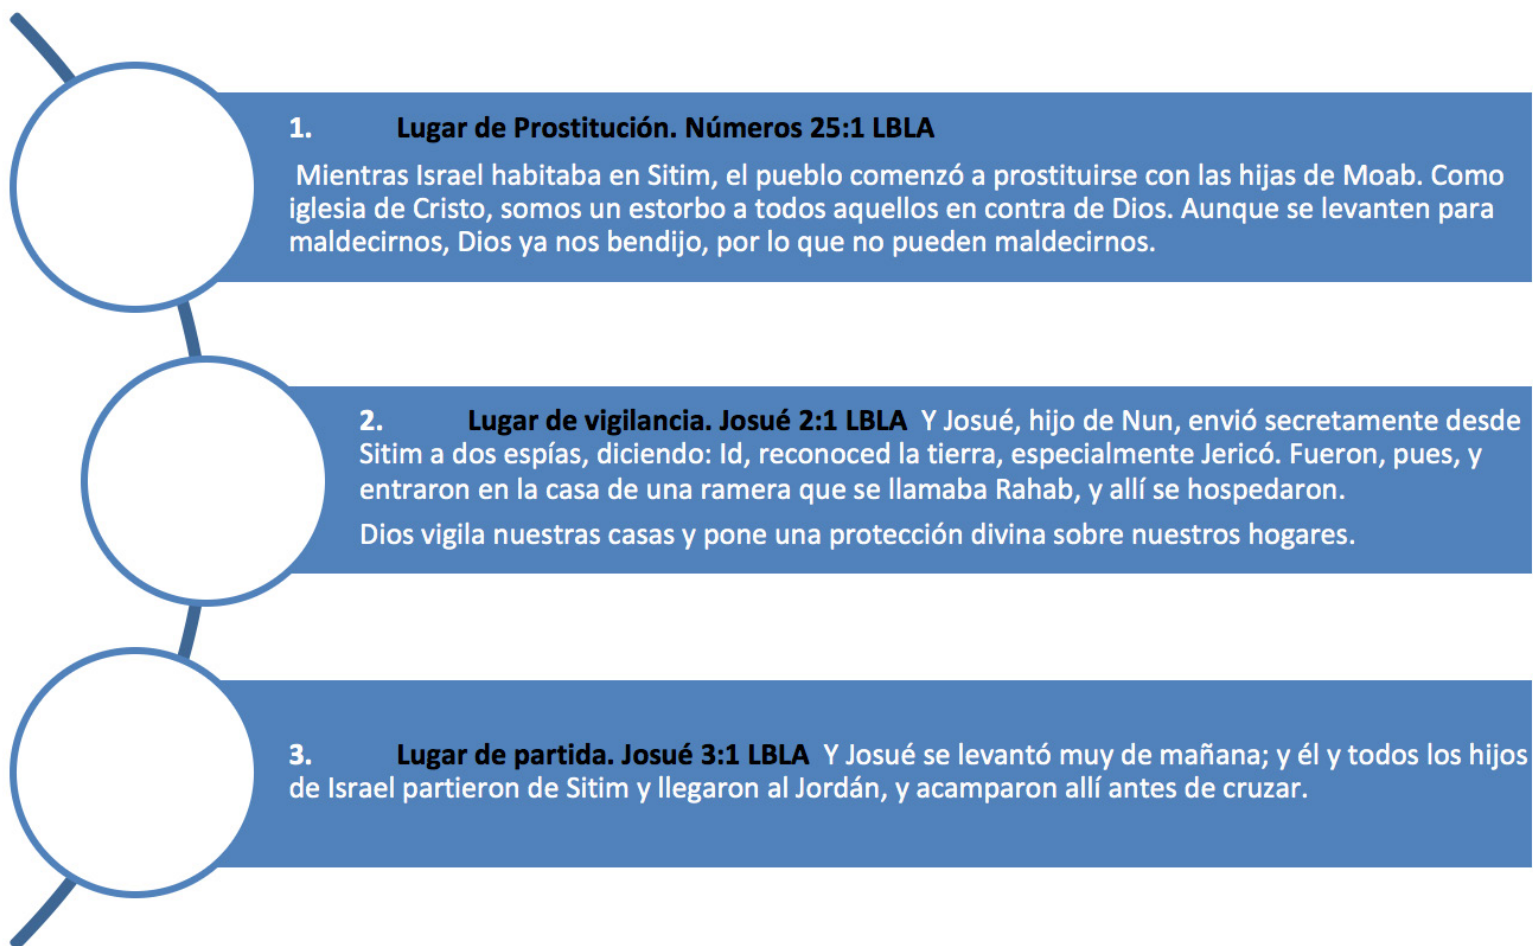 1. Lugar de Prostitución. Números 25:1 LBLA
Mientras Israel habitaba en Sitim, el pueblo comenzó a prostituirse con las hijas de Moab. Como
iglesia de Cristo, somos un estorbo a todos aquellos en contra de Dios. Aunque se levanten para
maldecirnos, Dios ya nos bendijo, por lo que no pueden maldecirnos.
2. Lugar de vigilancia. Josué 2:1 LBLA Y Josué, hijo de Nun, envió secretamente desde
Sitim a dos espías, diciendo: Id, reconoced la tierra, especialmente Jericó. Fueron, pues, y
entraron en la casa de una ramera que se llamaba Rahab, y allí se hospedaron.
Dios vigila nuestras casas y pone una protección divina sobre nuestros hogares.
3. Lugar de partida. Josué 3:1 LBLA Y Josué se levantó muy de mañana; y él y todos los hijos
de Israel partieron de Sitim y llegaron al Jordán, y acamparon allí antes de cruzar.